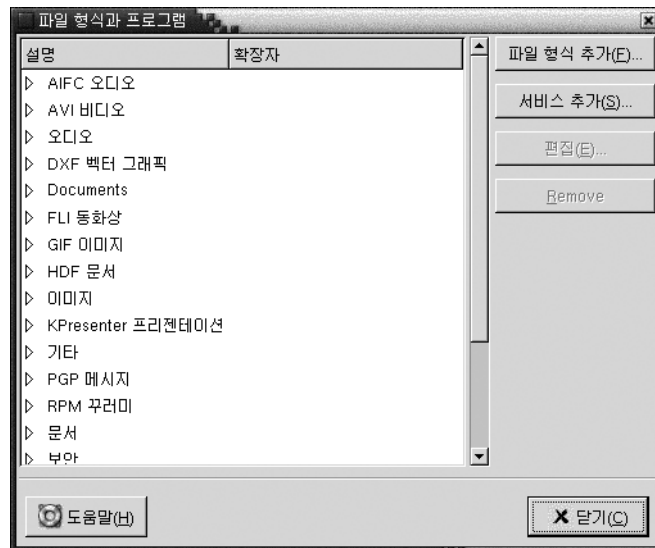 파일 형식과 프로그램
설명 확장자
AIFC 오디오
AVI 비디오
오디오
DXF 벡터 그래픽
Documents
FLI 동화상
GIF 이미지
HDF 문서
이미지
KPresenter 프리젠테이션
기타
PGP 메시지
RPM 꾸러미
문서
보안
파일 형식 추가(F)...
서비스 추가(S)...
편집(E)...
Remove
도움말(H)
닫기(C)